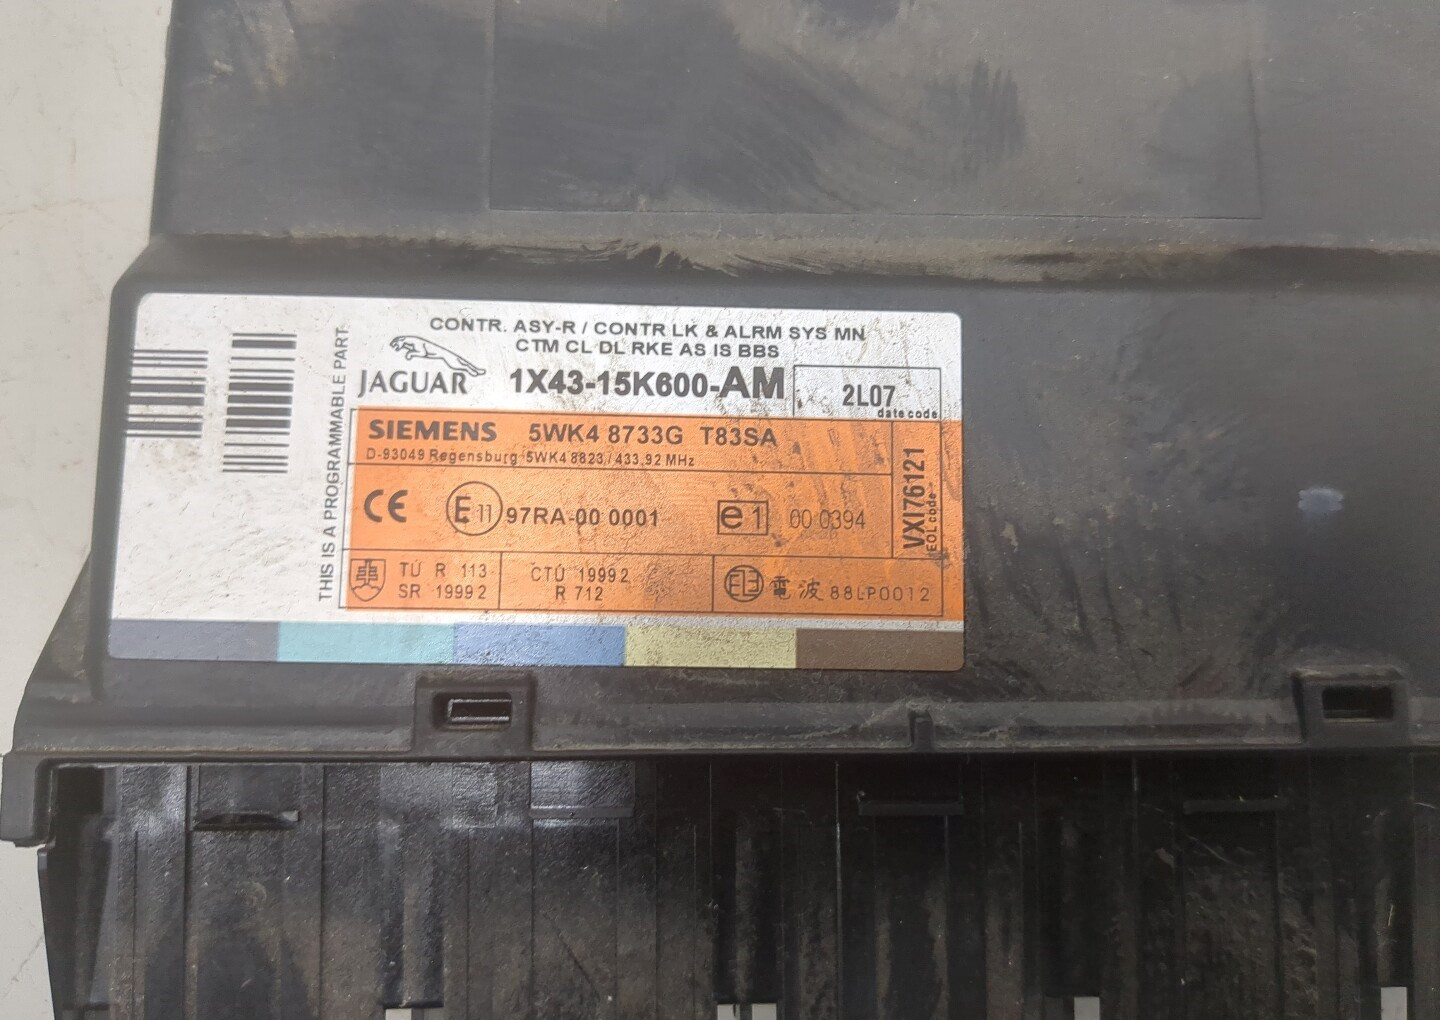 CONTR. ASY-R / CONTR LK & ALRM SYS MN
CTM CL DL RKE AS IS BBS
JAGUAR 1X43-15K600-AM
2L07
date code
THIS IS A PROGRAMMABLE PART
SIEMENS 5WK4 8733G T83SA
D-93049 Regensburg 5WK4 8823 / 433,92 MHz
CE E 11 97RA-00 0001 e1 00 0394
VXI76121
EOL code
TÚ R 113
SR 1999 2
CTÚ 1999 2
R 712
電波 88LP0012